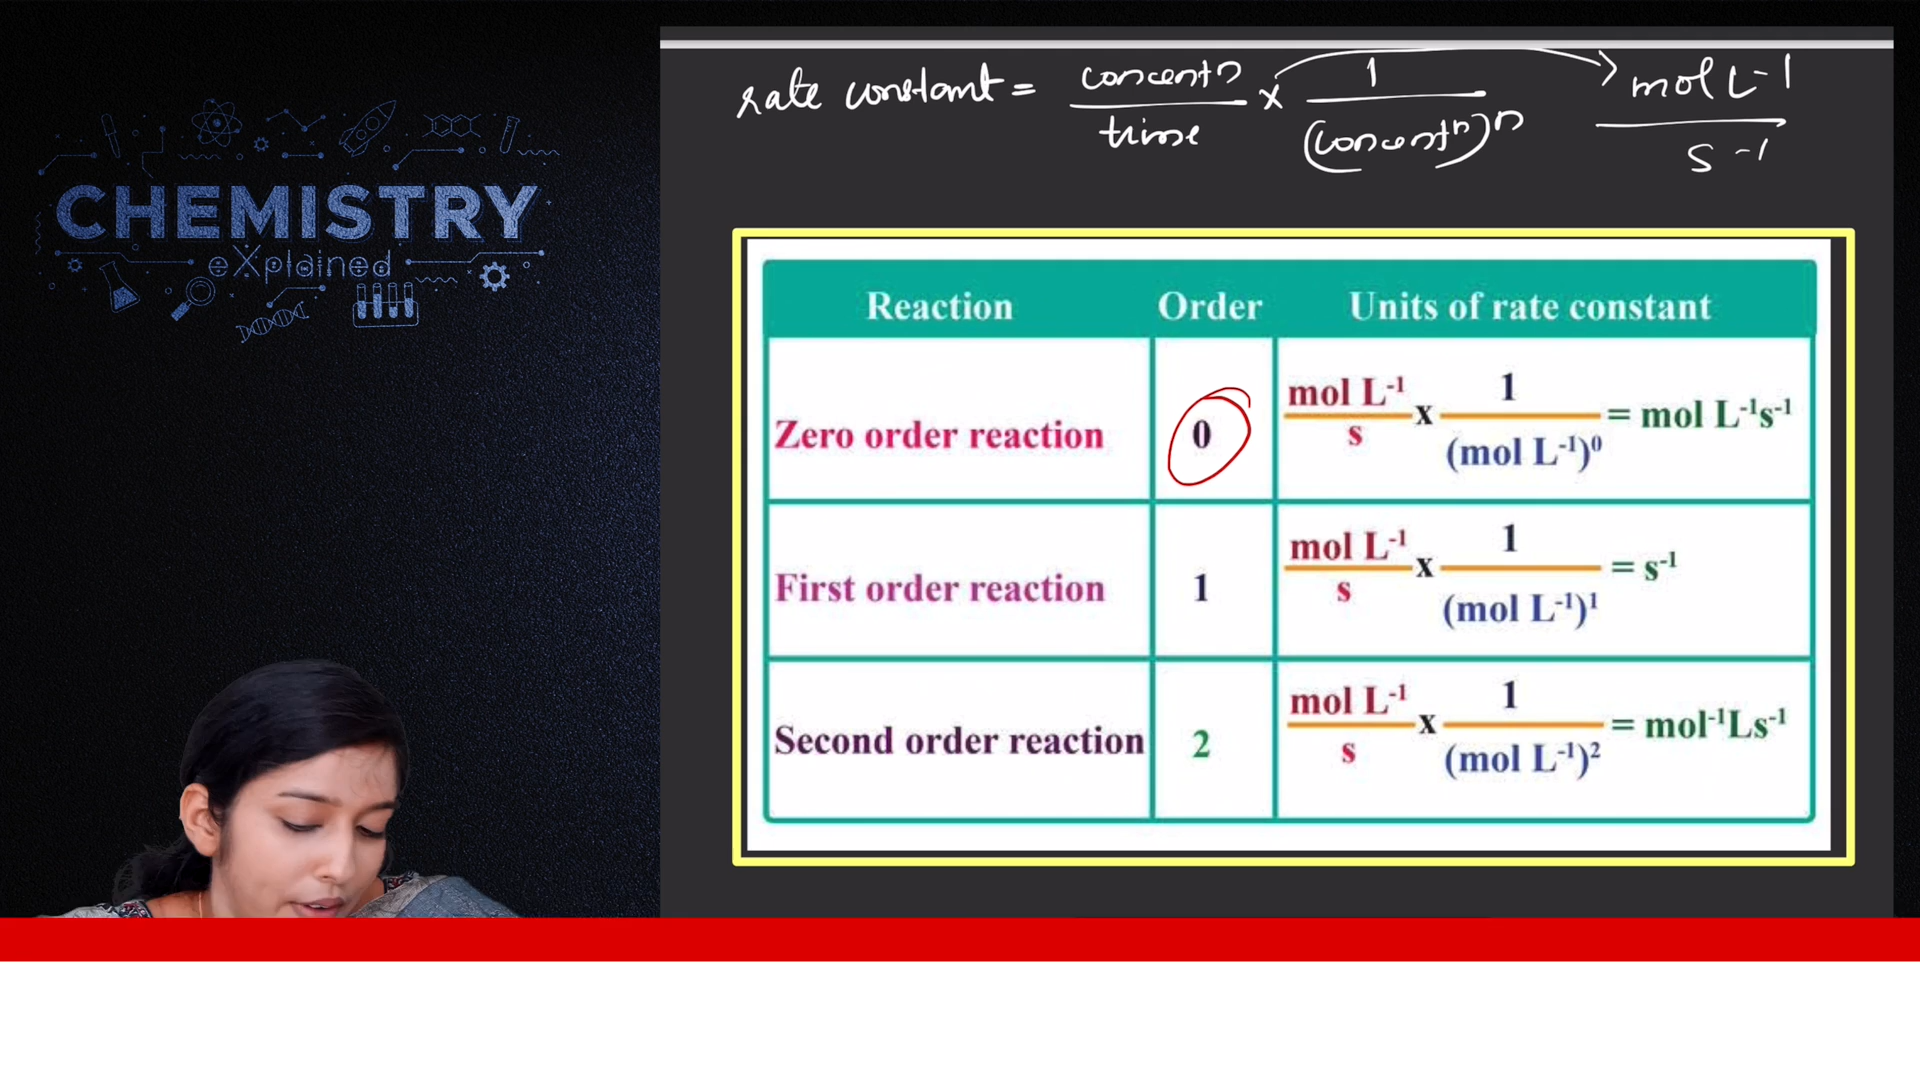 CHEMISTRY
eXplained
rate constant = concentn / time x 1 / (concentn)ⁿ mol L-1 / s-1
Reaction Order Units of rate constant
Zero order reaction 0 mol L⁻¹ / s x 1 / (mol L⁻¹)⁰ = mol L⁻¹s⁻¹
First order reaction 1 mol L⁻¹ / s x 1 / (mol L⁻¹)¹ = s⁻¹
Second order reaction 2 mol L⁻¹ / s x 1 / (mol L⁻¹)² = mol⁻¹Ls⁻¹